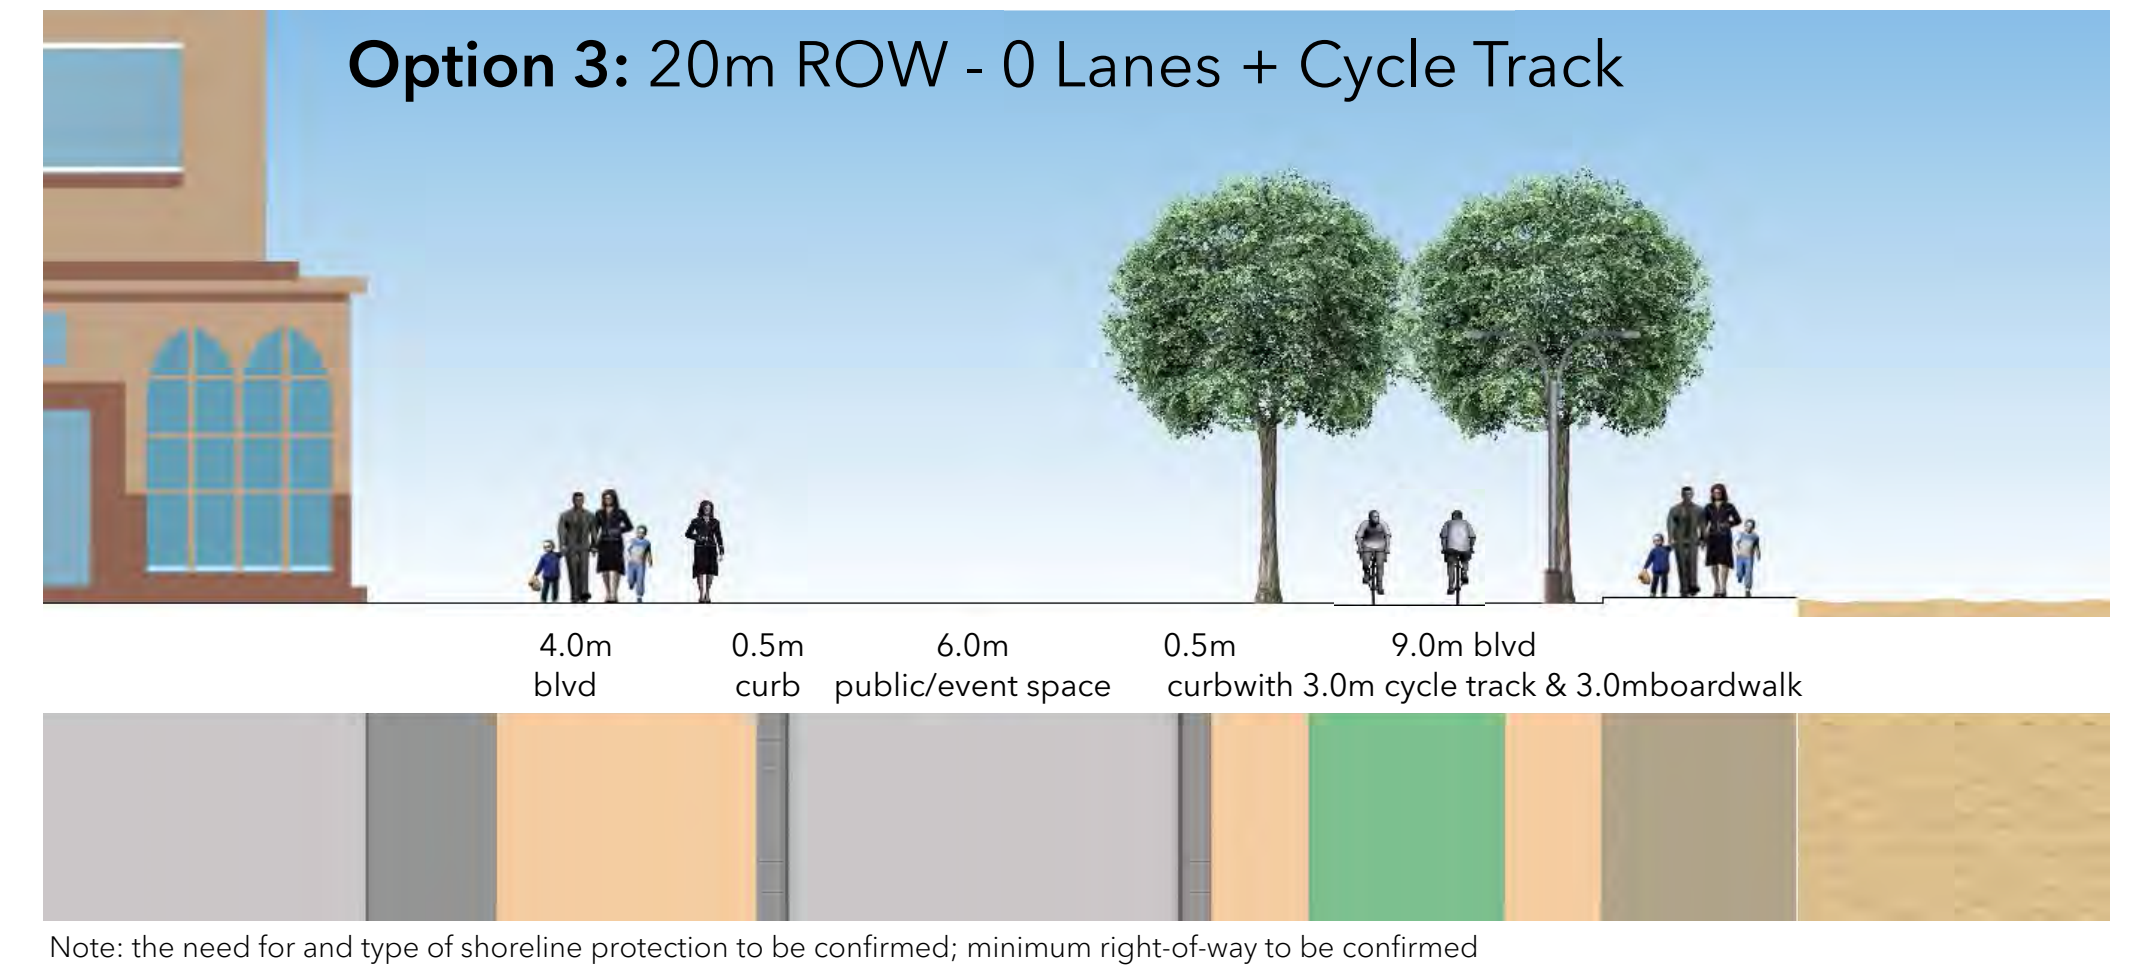 Option 3: 20m ROW - 0 Lanes + Cycle Track
4.0m 0.5m 6.0m 0.5m 9.0m blvd
blvd curb public/event space curbwith 3.0m cycle track & 3.0mboardwalk
Note: the need for and type of shoreline protection to be confirmed; minimum right-of-way to be confirmed